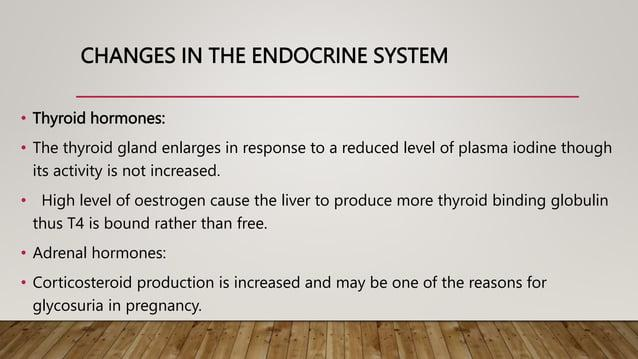 CHANGES IN THE ENDOCRINE SYSTEM
• Thyroid hormones:
• The thyroid gland enlarges in response to a reduced level of plasma iodine though
its activity is not increased.
• High level of oestrogen cause the liver to produce more thyroid binding globulin
thus T4 is bound rather than free.
• Adrenal hormones:
• Corticosteroid production is increased and may be one of the reasons for
glycosuria in pregnancy.